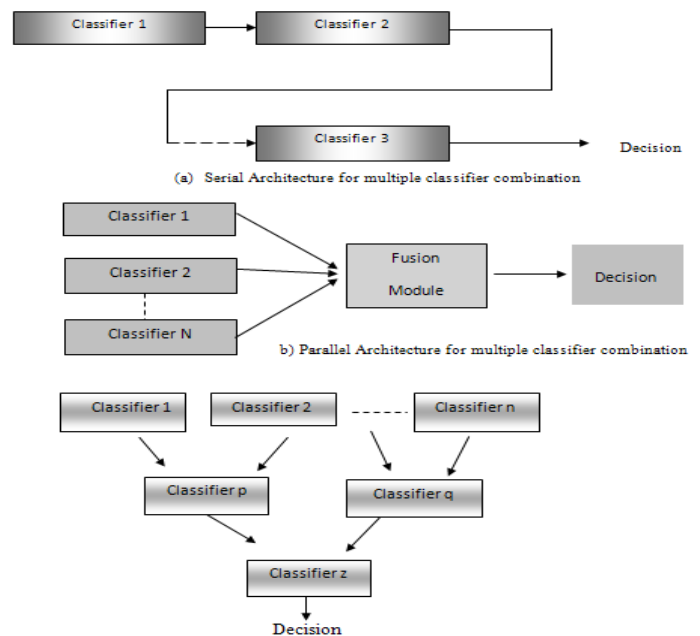 Classifier 1
Classifier 2
Classifier 3
Decision
(a) Serial Architecture for multiple classifier combination
Classifier 1
Classifier 2
Classifier N
Fusion
Module
Decision
b) Parallel Architecture for multiple classifier combination
Classifier 1
Classifier 2
Classifier n
Classifier p
Classifier q
Classifier z
Decision